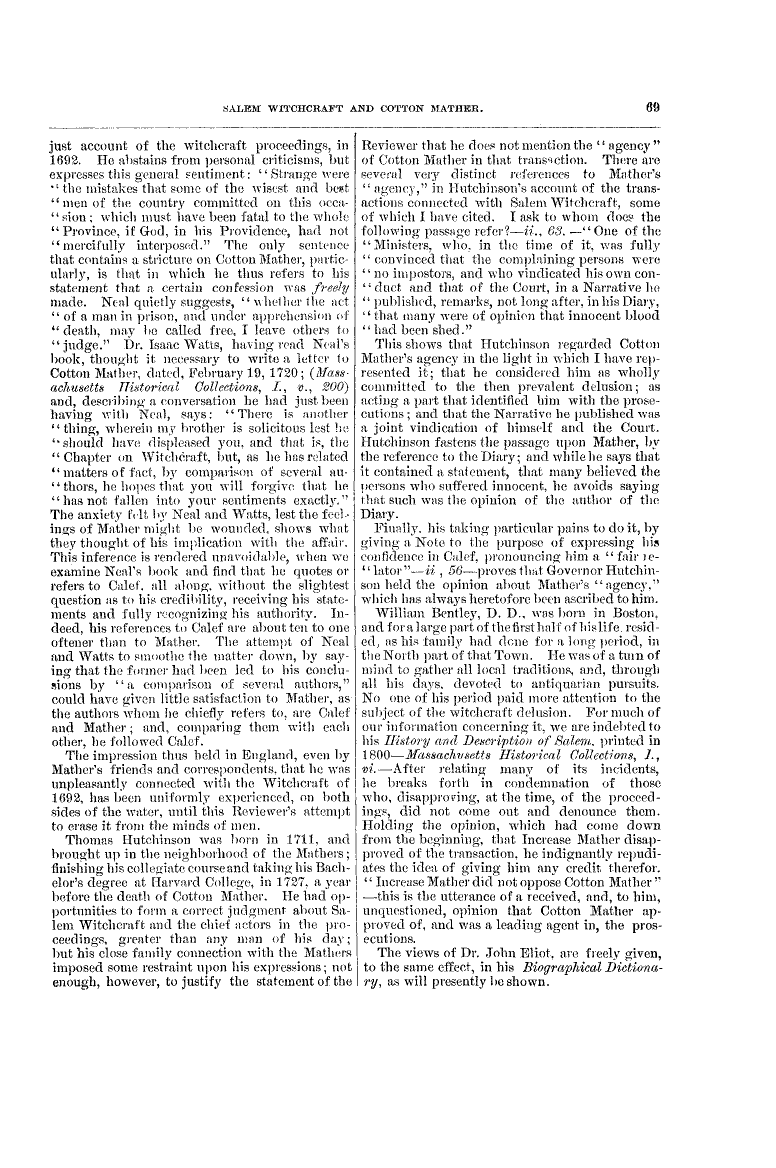 SALEM WITCHCRAFT AND COTTON MATHER. 69
just account of the witchcraft proceedings, in
1692. He abstains from personal criticisms, but
expresses this general sentiment: "Strange were
"the mistakes that some of the wisest and best
"men of the country committed on this occa-
"sion; which must have been fatal to the whole
"Province, if God, in his Providence, had not
"mercifully interposed." The only sentence
that contains a stricture on Cotton Mather, partic-
ularly, is that in which he thus refers to his
statement that a certain confession was freely
made. Neal quietly suggests, "whether the act
"of a man in prison, and under apprehension of
"death, may be called free, I leave others to
"judge." Dr. Isaac Watts, having read Neal's
book, thought it necessary to write a letter to
Cotton Mather, dated, February 19, 1720; (Mass-
achusetts Historical Collections, I., v., 200)
and, describing a conversation he had just been
having with Neal, says: "There is another
"thing, wherein my brother is solicitous lest he
"should have displeased you, and that is, the
"Chapter on Witchcraft, but, as he has related
"matters of fact, by comparison of several au-
"thors, he hopes that you will forgive that he
"has not fallen into your sentiments exactly."
The anxiety felt by Neal and Watts, lest the feel-
ings of Mather might be wounded, shows what
they thought of his implication with the affair.
This inference is rendered unavoidable, when we
examine Neal's book and find that he quotes or
refers to Calef, all along, without the slightest
question as to his credibility, receiving his state-
ments and fully recognizing his authority. In-
deed, his references to Calef are about ten to one
oftener than to Mather. The attempt of Neal
and Watts to smoothe the matter down, by say-
ing that the former had been led to his conclu-
sions by "a comparison of several authors,"
could have given little satisfaction to Mather, as
the authors whom he chiefly refers to, are Calef
and Mather; and, comparing them with each
other, he followed Calef.
The impression thus held in England, even by
Mather's friends and correspondents, that he was
unpleasantly connected with the Witchcraft of
1692, has been uniformly experienced, on both
sides of the water, until this Reviewer's attempt
to erase it from the minds of men.
Thomas Hutchinson was born in 1711, and
brought up in the neighborhood of the Mathers;
finishing his collegiate course and taking his Bach-
elor's degree at Harvard College, in 1727, a year
before the death of Cotton Mather. He had op-
portunities to form a correct judgment about Sa-
lem Witchcraft and the chief actors in the pro-
ceedings, greater than any man of his day;
but his close family connection with the Mathers
imposed some restraint upon his expressions; not
enough, however, to justify the statement of the
Reviewer that he does not mention the "agency"
of Cotton Mather in that transaction. There are
several very distinct references to Mather's
"agency," in Hutchinson's account of the trans-
actions connected with Salem Witchcraft, some
of which I have cited. I ask to whom does the
following passage refer?—ii., 63.—"One of the
"Ministers, who, in the time of it, was fully
"convinced that the complaining persons were
"no impostors, and who vindicated his own con-
"duct and that of the Court, in a Narrative he
"published, remarks, not long after, in his Diary,
"that many were of opinion that innocent blood
"had been shed."
This shows that Hutchinson regarded Cotton
Mather's agency in the light in which I have rep-
resented it; that he considered him as wholly
committed to the then prevalent delusion; as
acting a part that identified him with the prose-
cutions; and that the Narrative he published was
a joint vindication of himself and the Court.
Hutchinson fastens the passage upon Mather, by
the reference to the Diary; and while he says that
it contained a statement, that many believed the
persons who suffered innocent, he avoids saying
that such was the opinion of the author of the
Diary.
Finally, his taking particular pains to do it, by
giving a Note to the purpose of expressing his
confidence in Calef, pronouncing him a "fair re-
"lator"—ii, 56—proves that Governor Hutchin-
son held the opinion about Mather's "agency,"
which has always heretofore been ascribed to him.
William Bentley, D. D., was born in Boston,
and for a large part of the first half of his life, resid-
ed, as his family had done for a long period, in
the North part of that Town. He was of a turn of
mind to gather all local traditions, and, through
all his days, devoted to antiquarian pursuits.
No one of his period paid more attention to the
subject of the witchcraft delusion. For much of
our information concerning it, we are indebted to
his History and Description of Salem, printed in
1800—Massachusetts Historical Collections, I.,
vi.—After relating many of its incidents,
he breaks forth in condemnation of those
who, disapproving, at the time, of the proceed-
ings, did not come out and denounce them.
Holding the opinion, which had come down
from the beginning, that Increase Mather disap-
proved of the transaction, he indignantly repudi-
ates the idea of giving him any credit therefor.
"Increase Mather did not oppose Cotton Mather"
—this is the utterance of a received, and, to him,
unquestioned, opinion that Cotton Mather ap-
proved of, and was a leading agent in, the pros-
ecutions.
The views of Dr. John Eliot, are freely given,
to the same effect, in his Biographical Dictiona-
ry, as will presently be shown.